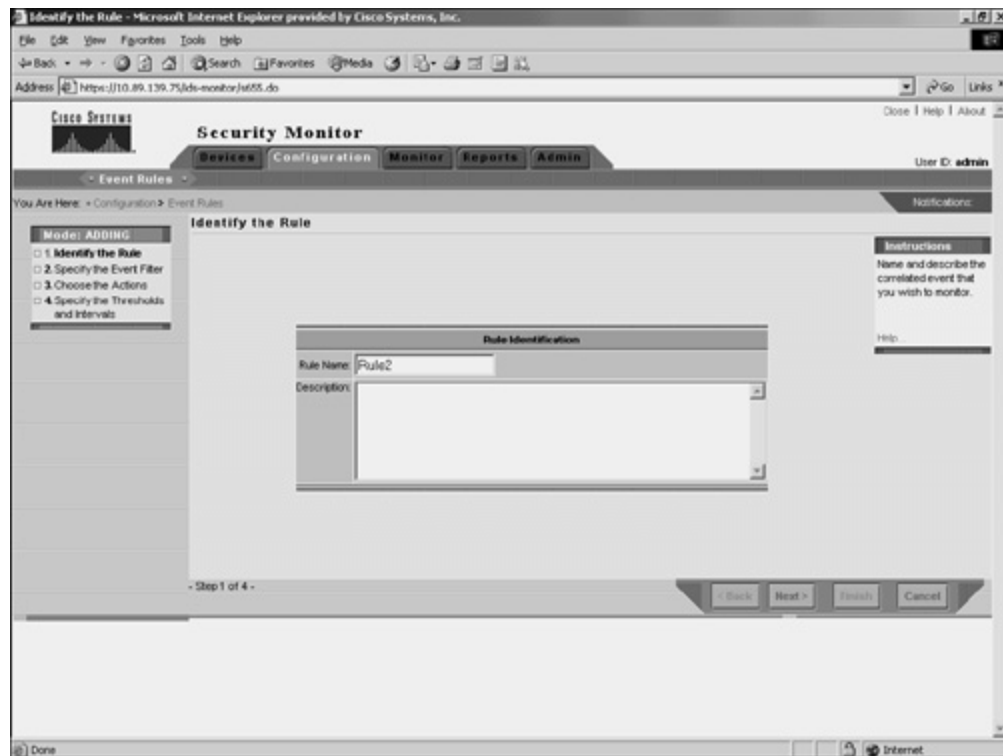 Identify the Rule - Microsoft Internet Explorer provided by Cisco Systems, Inc.
File Edit View Favorites Tools Help
Back Search Favorites Media
Address https://10.89.139.75/ids-monitor/s655.do Go Links
Close | Help | About
Cisco Systems
Security Monitor
Devices Configuration Monitor Reports Admin
User ID: admin
Event Rules
You Are Here: Configuration > Event Rules
Notifications:
Mode: ADDING
1. Identify the Rule
2. Specify the Event Filter
3. Choose the Actions
4. Specify the Thresholds
and Intervals
Identify the Rule
Instructions
Name and describe the
correlated event that
you wish to monitor.
Help...
Rule Identification
Rule Name: Rule2
Description:
- Step 1 of 4 -
< Back Next > Finish Cancel
Done Internet